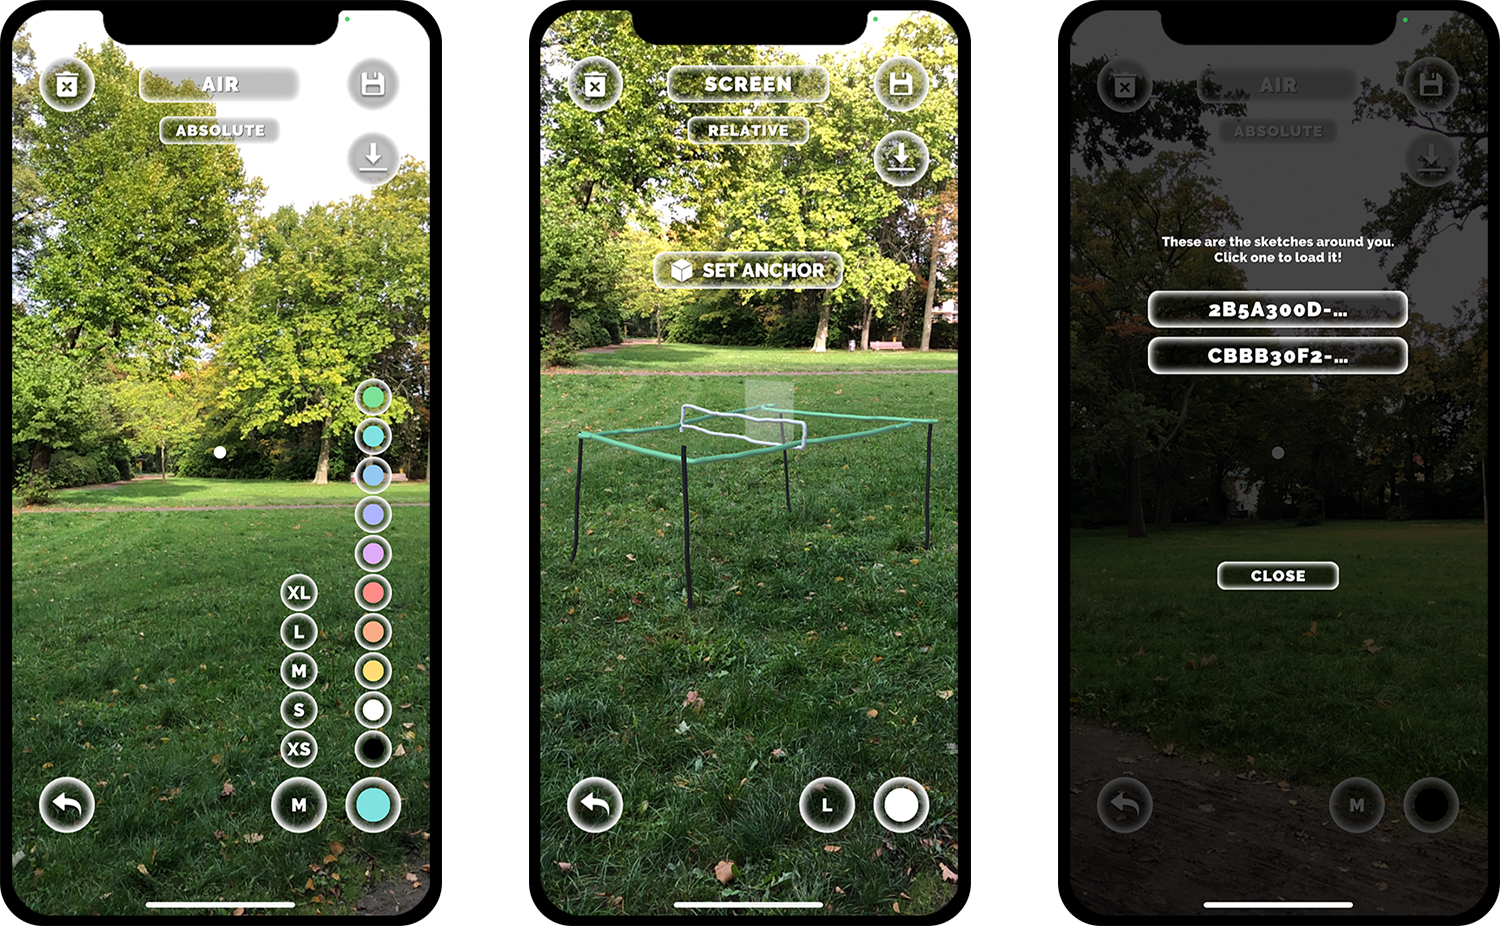 AIR
ABSOLUTE
XL
L
M
S
XS
M
SCREEN
RELATIVE
SET ANCHOR
L
AIR
ABSOLUTE
These are the sketches around you.
Click one to load it!
2B5A300D-...
CBBB30F2-...
CLOSE
M